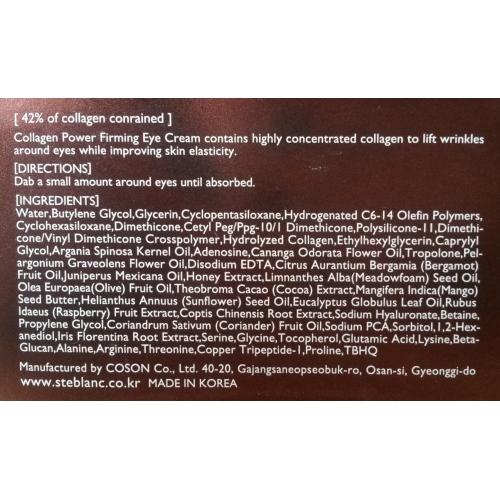 [ 42% of collagen conrained ]
Collagen Power Firming Eye Cream contains highly concentrated collagen to lift wrinkles
around eyes while improving skin elasticity.
[DIRECTIONS]
Dab a small amount around eyes until absorbed.
[INGREDIENTS]
Water,Butylene Glycol,Glycerin,Cyclopentasiloxane,Hydrogenated C6-14 Olefin Polymers,
Cyclohexasiloxane,Dimethicone,Cetyl Peg/Ppg-10/1 Dimethicone,Polysilicone-11,Dimethi-
cone/Vinyl Dimethicone Crosspolymer,Hydrolyzed Collagen,Ethylhexylglycerin,Caprylyl
Glycol,Argania Spinosa Kernel Oil,Adenosine,Cananga Odorata Flower Oil,Tropolone,Pel-
argonium Graveolens Flower Oil,Disodium EDTA,Citrus Aurantium Bergamia (Bergamot)
Fruit Oil,Juniperus Mexicana Oil,Honey Extract,Limnanthes Alba(Meadowfoam) Seed Oil,
Olea Europaea(Olive) Fruit Oil,Theobroma Cacao (Cocoa) Extract,Mangifera Indica(Mango)
Seed Butter,Helianthus Annuus (Sunflower) Seed Oil,Eucalyptus Globulus Leaf Oil,Rubus
Idaeus (Raspberry) Fruit Extract,Coptis Chinensis Root Extract,Sodium Hyaluronate,Betaine,
Propylene Glycol,Coriandrum Sativum (Coriander) Fruit Oil,Sodium PCA,Sorbitol,1,2-Hex-
anediol,Iris Florentina Root Extract,Serine,Glycine,Tocopherol,Glutamic Acid,Lysine,Beta-
Glucan,Alanine,Arginine,Threonine,Copper Tripeptide-1,Proline,TBHQ
Manufactured by COSON Co., Ltd. 40-20, Gajangsaneopseobuk-ro, Osan-si, Gyeonggi-do
www.steblanc.co.kr MADE IN KOREA